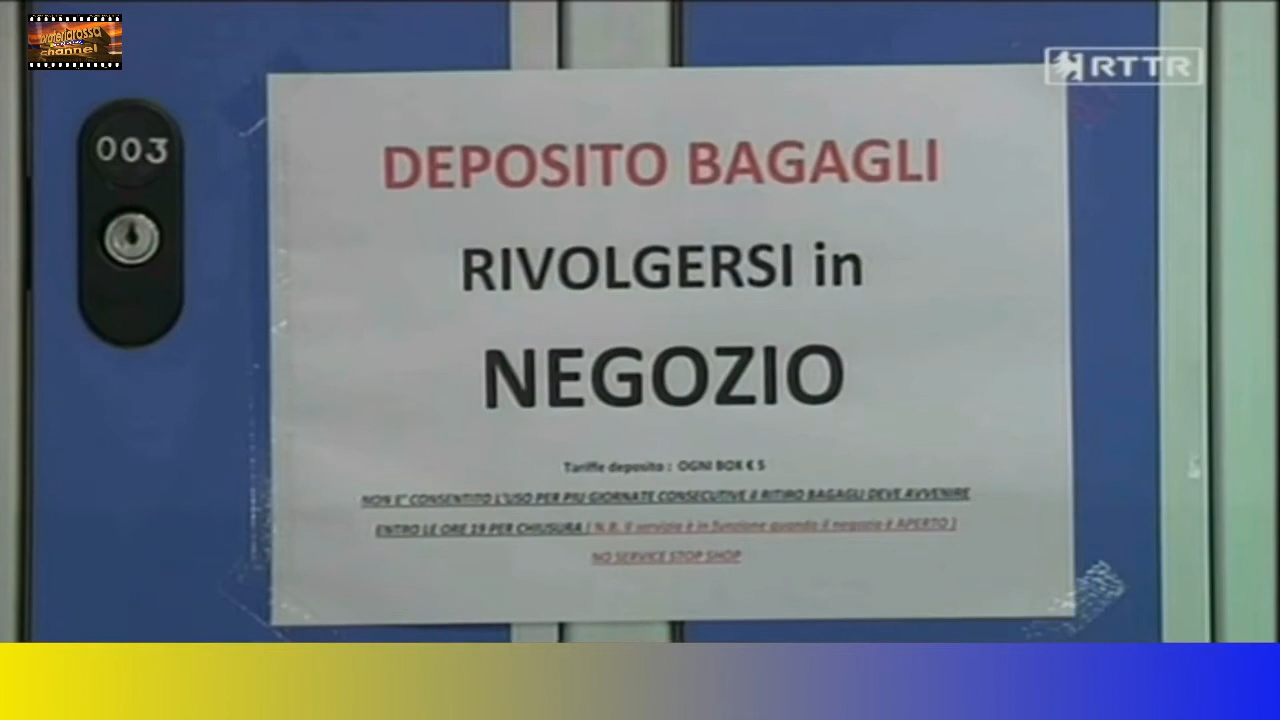 waterlarossa
channel
RTTR
003
DEPOSITO BAGAGLI
RIVOLGERSI in
NEGOZIO
Tariffe deposito : OGNI BOX € 5
NON E' CONSENTITO L'USO PER PIU GIORNATE CONSECUTIVE il RITIRO BAGAGLI DEVE AVVENIRE
ENTRO LE ORE 19 PER CHIUSURA ( N.B. il servizio è in funzione quando il negozio è APERTO )
NO SERVICE STOP SHOP